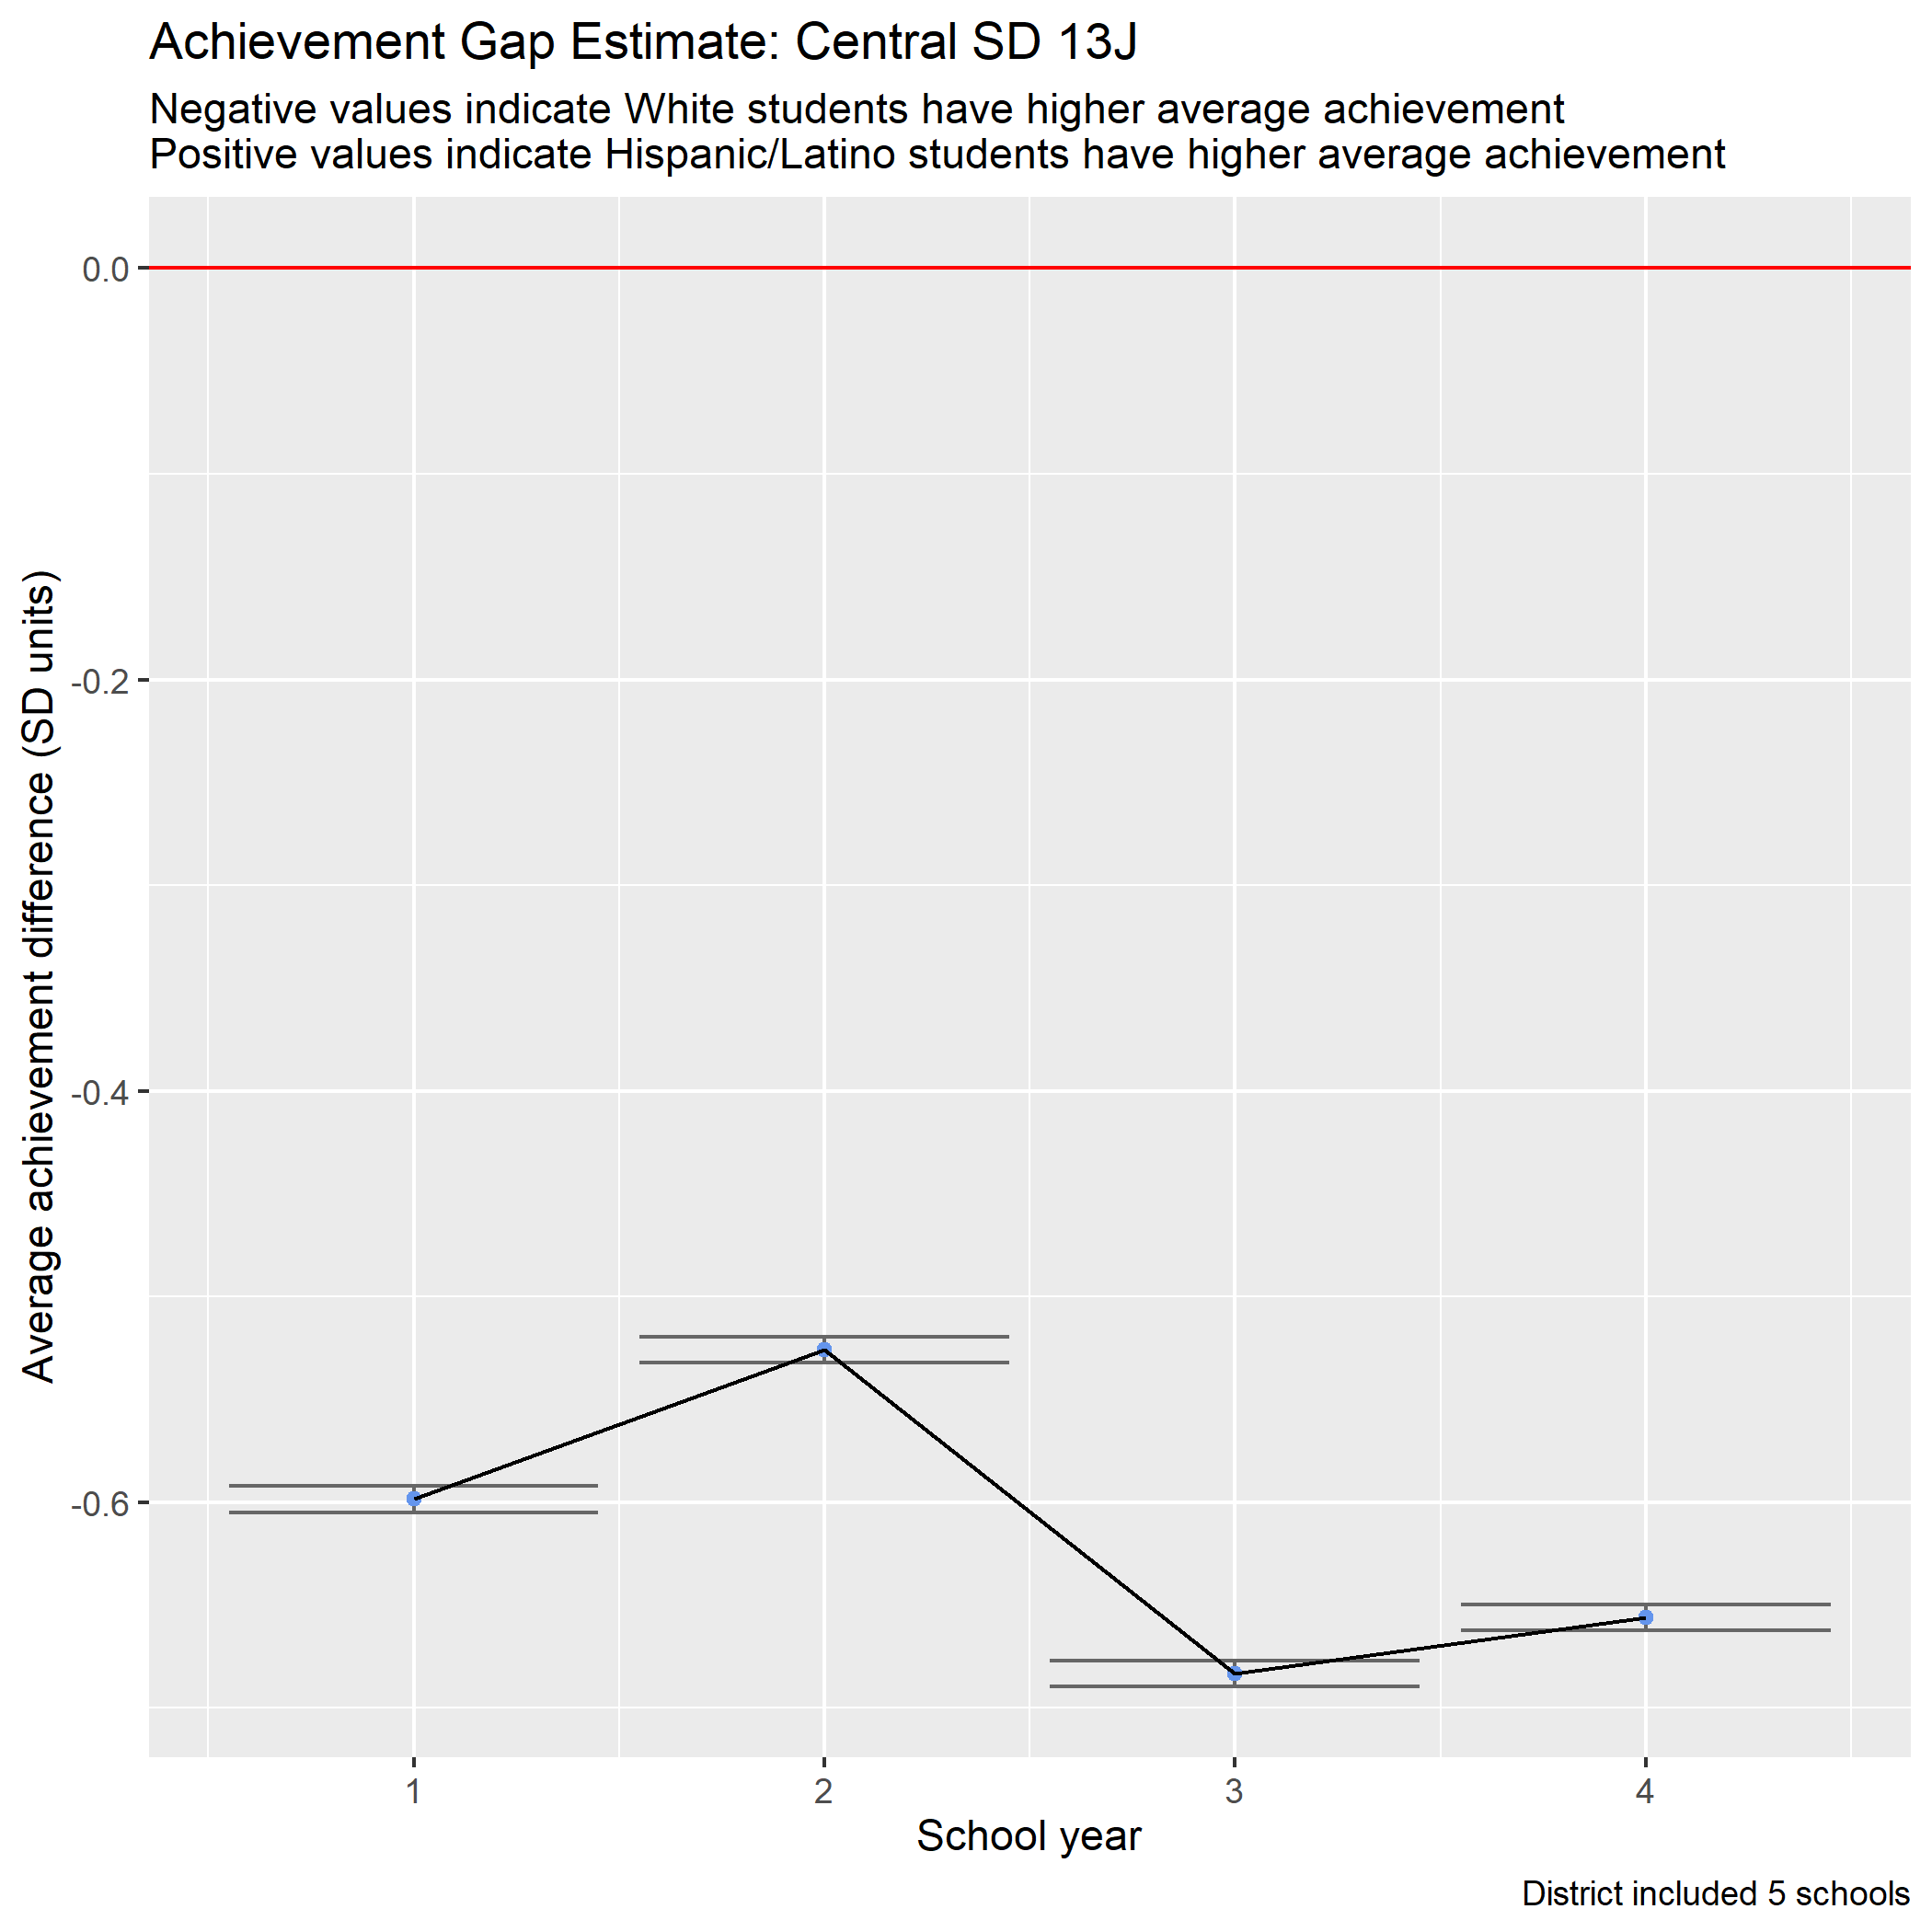 Achievement Gap Estimate: Central SD 13J
Negative values indicate White students have higher average achievement
Positive values indicate Hispanic/Latino students have higher average achievement
Average achievement difference (SD units)
0.0
-0.2
-0.4
-0.6
1
2
3
4
School year
District included 5 schools